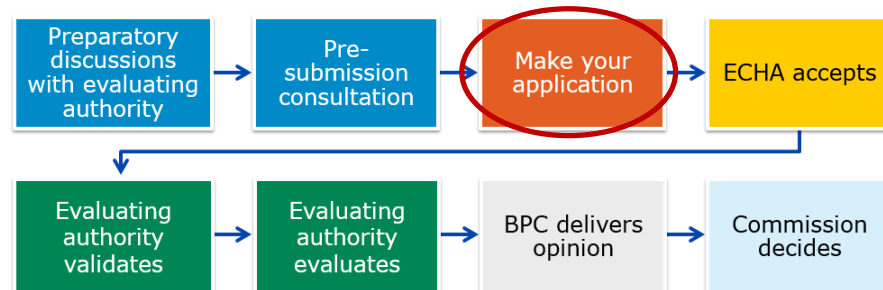 Preparatory
discussions
with evaluating
authority
Pre-
submission
consultation
Make your
application
ECHA accepts
Evaluating
authority
validates
Evaluating
authority
evaluates
BPC delivers
opinion
Commission
decides